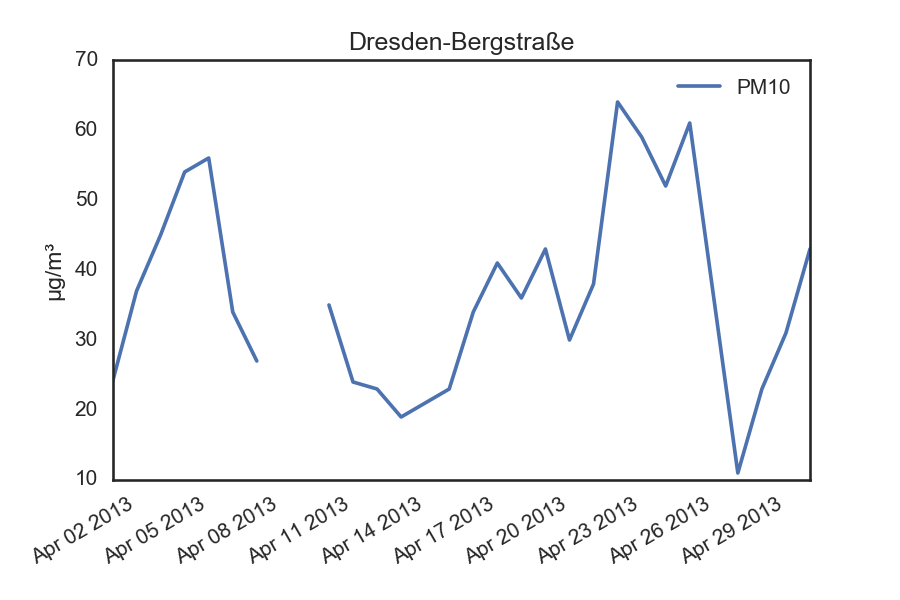 Dresden-Bergstraße
PM10
µg/m³
70
60
50
40
30
20
10
Apr 02 2013
Apr 05 2013
Apr 08 2013
Apr 11 2013
Apr 14 2013
Apr 17 2013
Apr 20 2013
Apr 23 2013
Apr 26 2013
Apr 29 2013